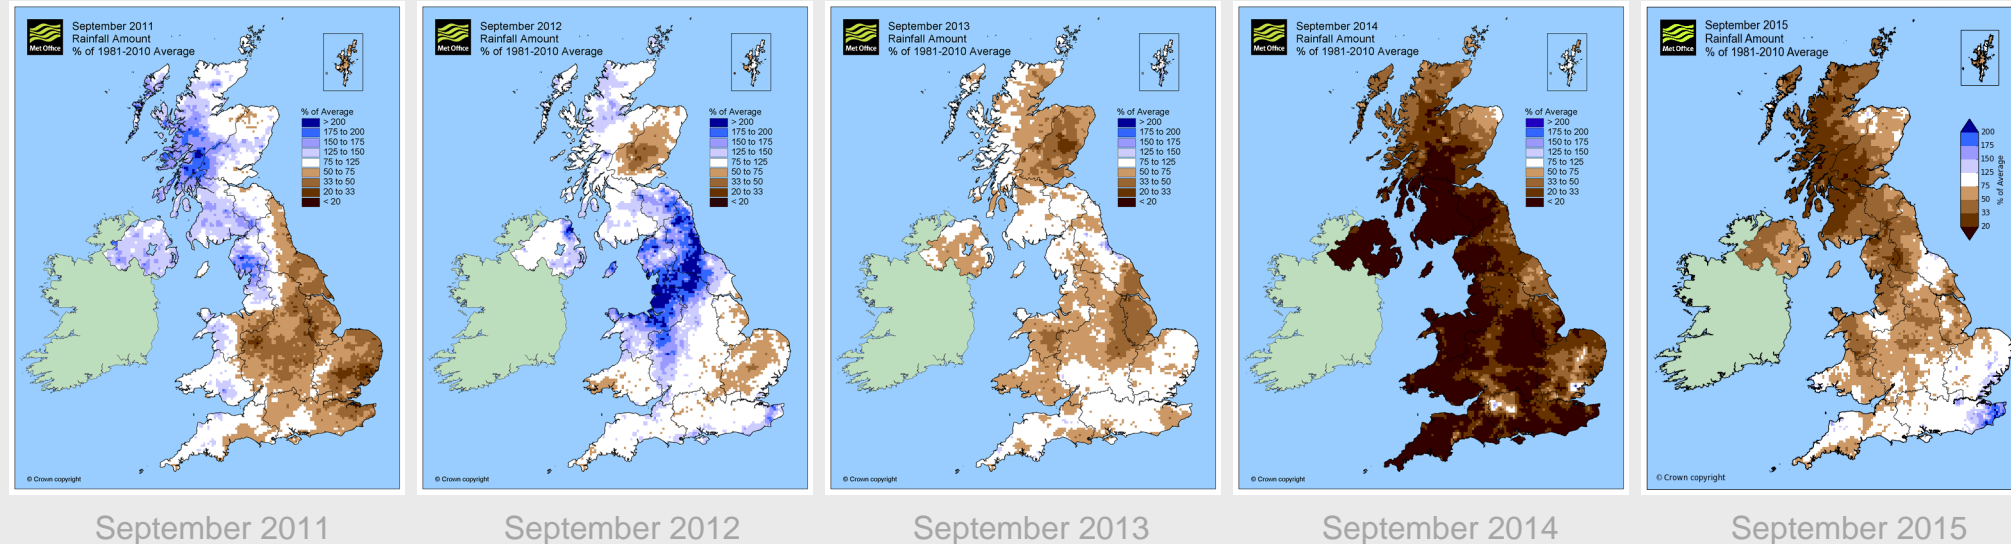 Met Office
September 2011
Rainfall Amount
% of 1981-2010 Average
% of Average
> 200
175 to 200
150 to 175
125 to 150
75 to 125
50 to 75
33 to 50
20 to 33
< 20
© Crown copyright
September 2011
Met Office
September 2012
Rainfall Amount
% of 1981-2010 Average
% of Average
> 200
175 to 200
150 to 175
125 to 150
75 to 125
50 to 75
33 to 50
20 to 33
< 20
© Crown copyright
September 2012
Met Office
September 2013
Rainfall Amount
% of 1981-2010 Average
% of Average
> 200
175 to 200
150 to 175
125 to 150
75 to 125
50 to 75
33 to 50
20 to 33
< 20
© Crown copyright
September 2013
Met Office
September 2014
Rainfall Amount
% of 1981-2010 Average
% of Average
> 200
175 to 200
150 to 175
125 to 150
75 to 125
50 to 75
33 to 50
20 to 33
< 20
© Crown copyright
September 2014
Met Office
September 2015
Rainfall Amount
% of 1981-2010 Average
200
175
150
125
75
50
33
20
% of Average
© Crown copyright
September 2015